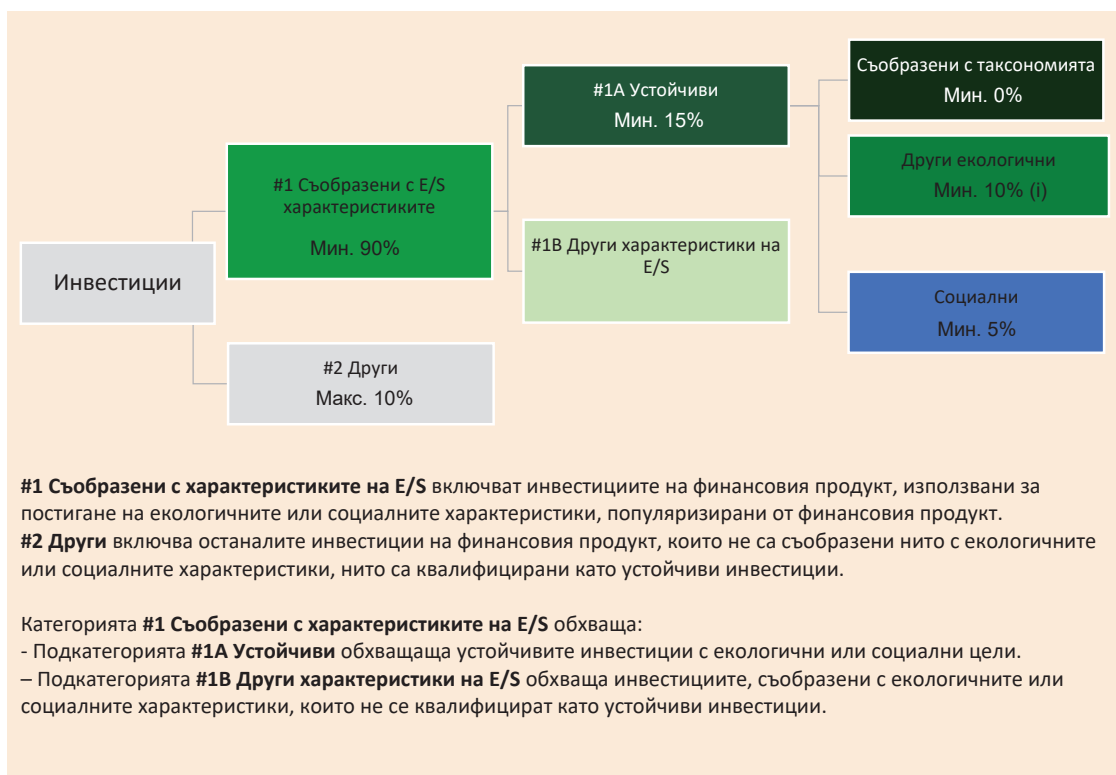 Инвестиции
#1 Съобразени с E/S
характеристиките
Мин. 90%
#2 Други
Макс. 10%
#1A Устойчиви
Мин. 15%
#1B Други характеристики на
E/S
Съобразени с таксономията
Мин. 0%
Други екологични
Мин. 10% (i)
Социални
Мин. 5%
#1 Съобразени с характеристиките на E/S включват инвестициите на финансовия продукт, използвани за
постигане на екологичните или социалните характеристики, популяризирани от финансовия продукт.
#2 Други включва останалите инвестиции на финансовия продукт, които не са съобразени нито с екологичните
или социалните характеристики, нито са квалифицирани като устойчиви инвестиции.
Категорията #1 Съобразени с характеристиките на E/S обхваща:
- Подкатегорията #1A Устойчиви обхващаща устойчивите инвестиции с екологични или социални цели.
– Подкатегорията #1B Други характеристики на E/S обхваща инвестициите, съобразени с екологичните или
социалните характеристики, които не се квалифицират като устойчиви инвестиции.